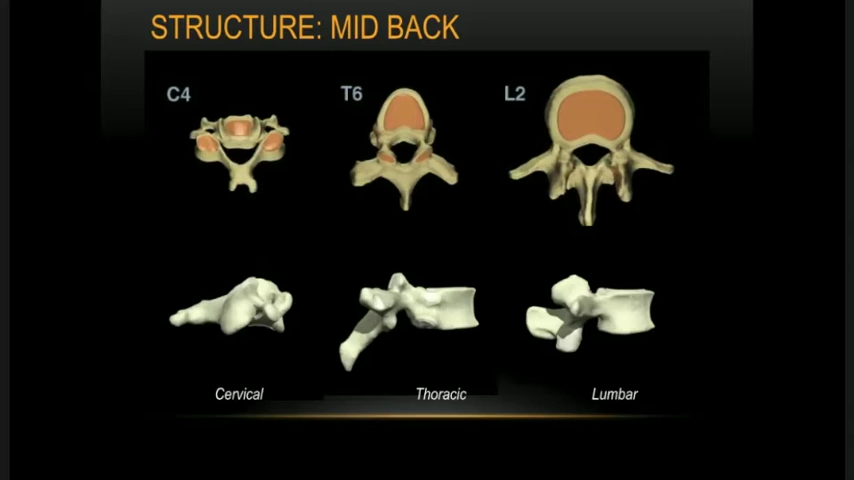 STRUCTURE: MID BACK
C4
T6
L2
Cervical
Thoracic
Lumbar